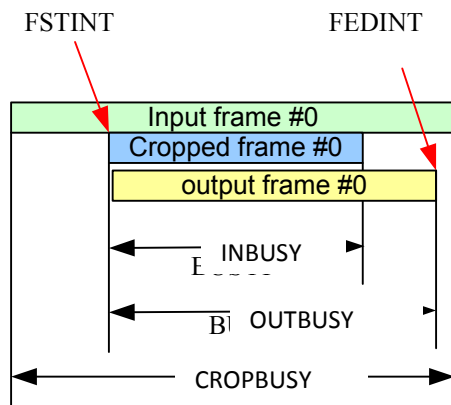 FSTINT FEDINT
Input frame #0
Cropped frame #0
output frame #0
INBUSY
OUTBUSY
CROPBUSY